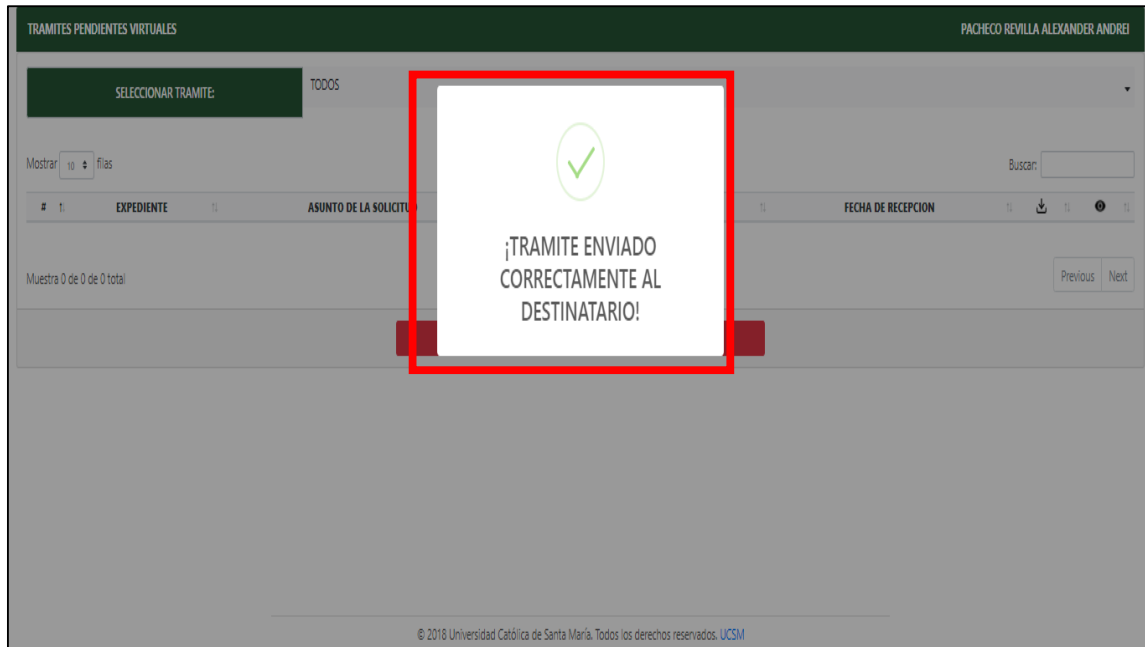 TRAMITES PENDIENTES VIRTUALES
PACHECO REVILLA ALEXANDER ANDREI
SELECCIONAR TRAMITE:
TODOS
Mostrar 10 filas
Buscar:
# EXPEDIENTE ASUNTO DE LA SOLICITUD FECHA DE RECEPCION
¡TRAMITE ENVIADO
CORRECTAMENTE AL
DESTINATARIO!
Muestra 0 de 0 de 0 total
Previous Next
© 2018 Universidad Católica de Santa María. Todos los derechos reservados. UCSM